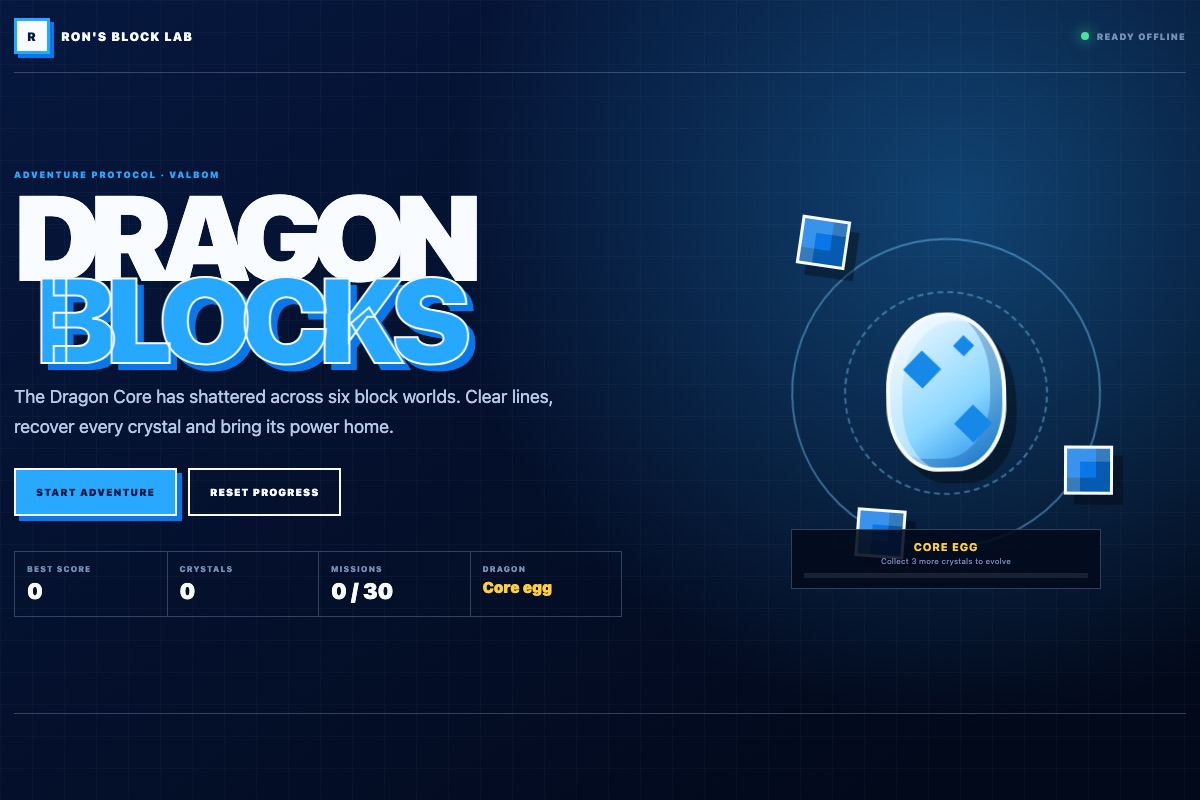 R RON'S BLOCK LAB
READY OFFLINE
ADVENTURE PROTOCOL · VALBOM
DRAGON
BLOCKS
The Dragon Core has shattered across six block worlds. Clear lines,
recover every crystal and bring its power home.
START ADVENTURE
RESET PROGRESS
BEST SCORE
0
CRYSTALS
0
MISSIONS
0 / 30
DRAGON
Core egg
CORE EGG
Collect 3 more crystals to evolve